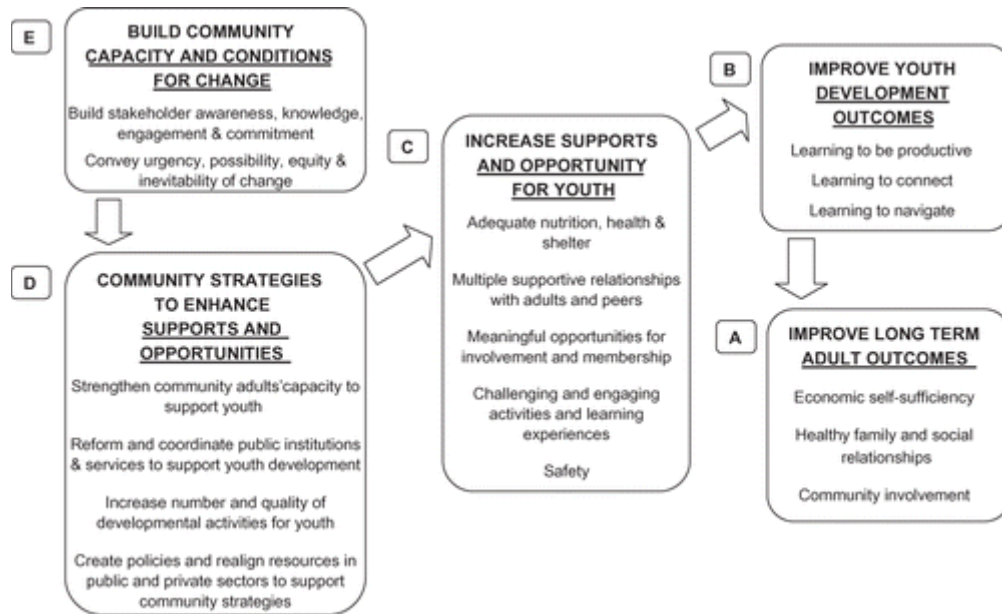 E
BUILD COMMUNITY
CAPACITY AND CONDITIONS
FOR CHANGE
Build stakeholder awareness, knowledge,
engagement & commitment
Convey urgency, possibility, equity &
inevitability of change
D
COMMUNITY STRATEGIES
TO ENHANCE
SUPPORTS AND
OPPORTUNITIES
Strengthen community adults'capacity to
support youth
Reform and coordinate public institutions
& services to support youth development
Increase number and quality of
developmental activities for youth
Create policies and realign resources in
public and private sectors to support
community strategies
C
INCREASE SUPPORTS
AND OPPORTUNITY
FOR YOUTH
Adequate nutrition, health &
shelter
Multiple supportive relationships
with adults and peers
Meaningful opportunities for
involvement and membership
Challenging and engaging
activities and learning
experiences
Safety
B
IMPROVE YOUTH
DEVELOPMENT
OUTCOMES
Learning to be productive
Learning to connect
Learning to navigate
A
IMPROVE LONG TERM
ADULT OUTCOMES
Economic self-sufficiency
Healthy family and social
relationships
Community involvement